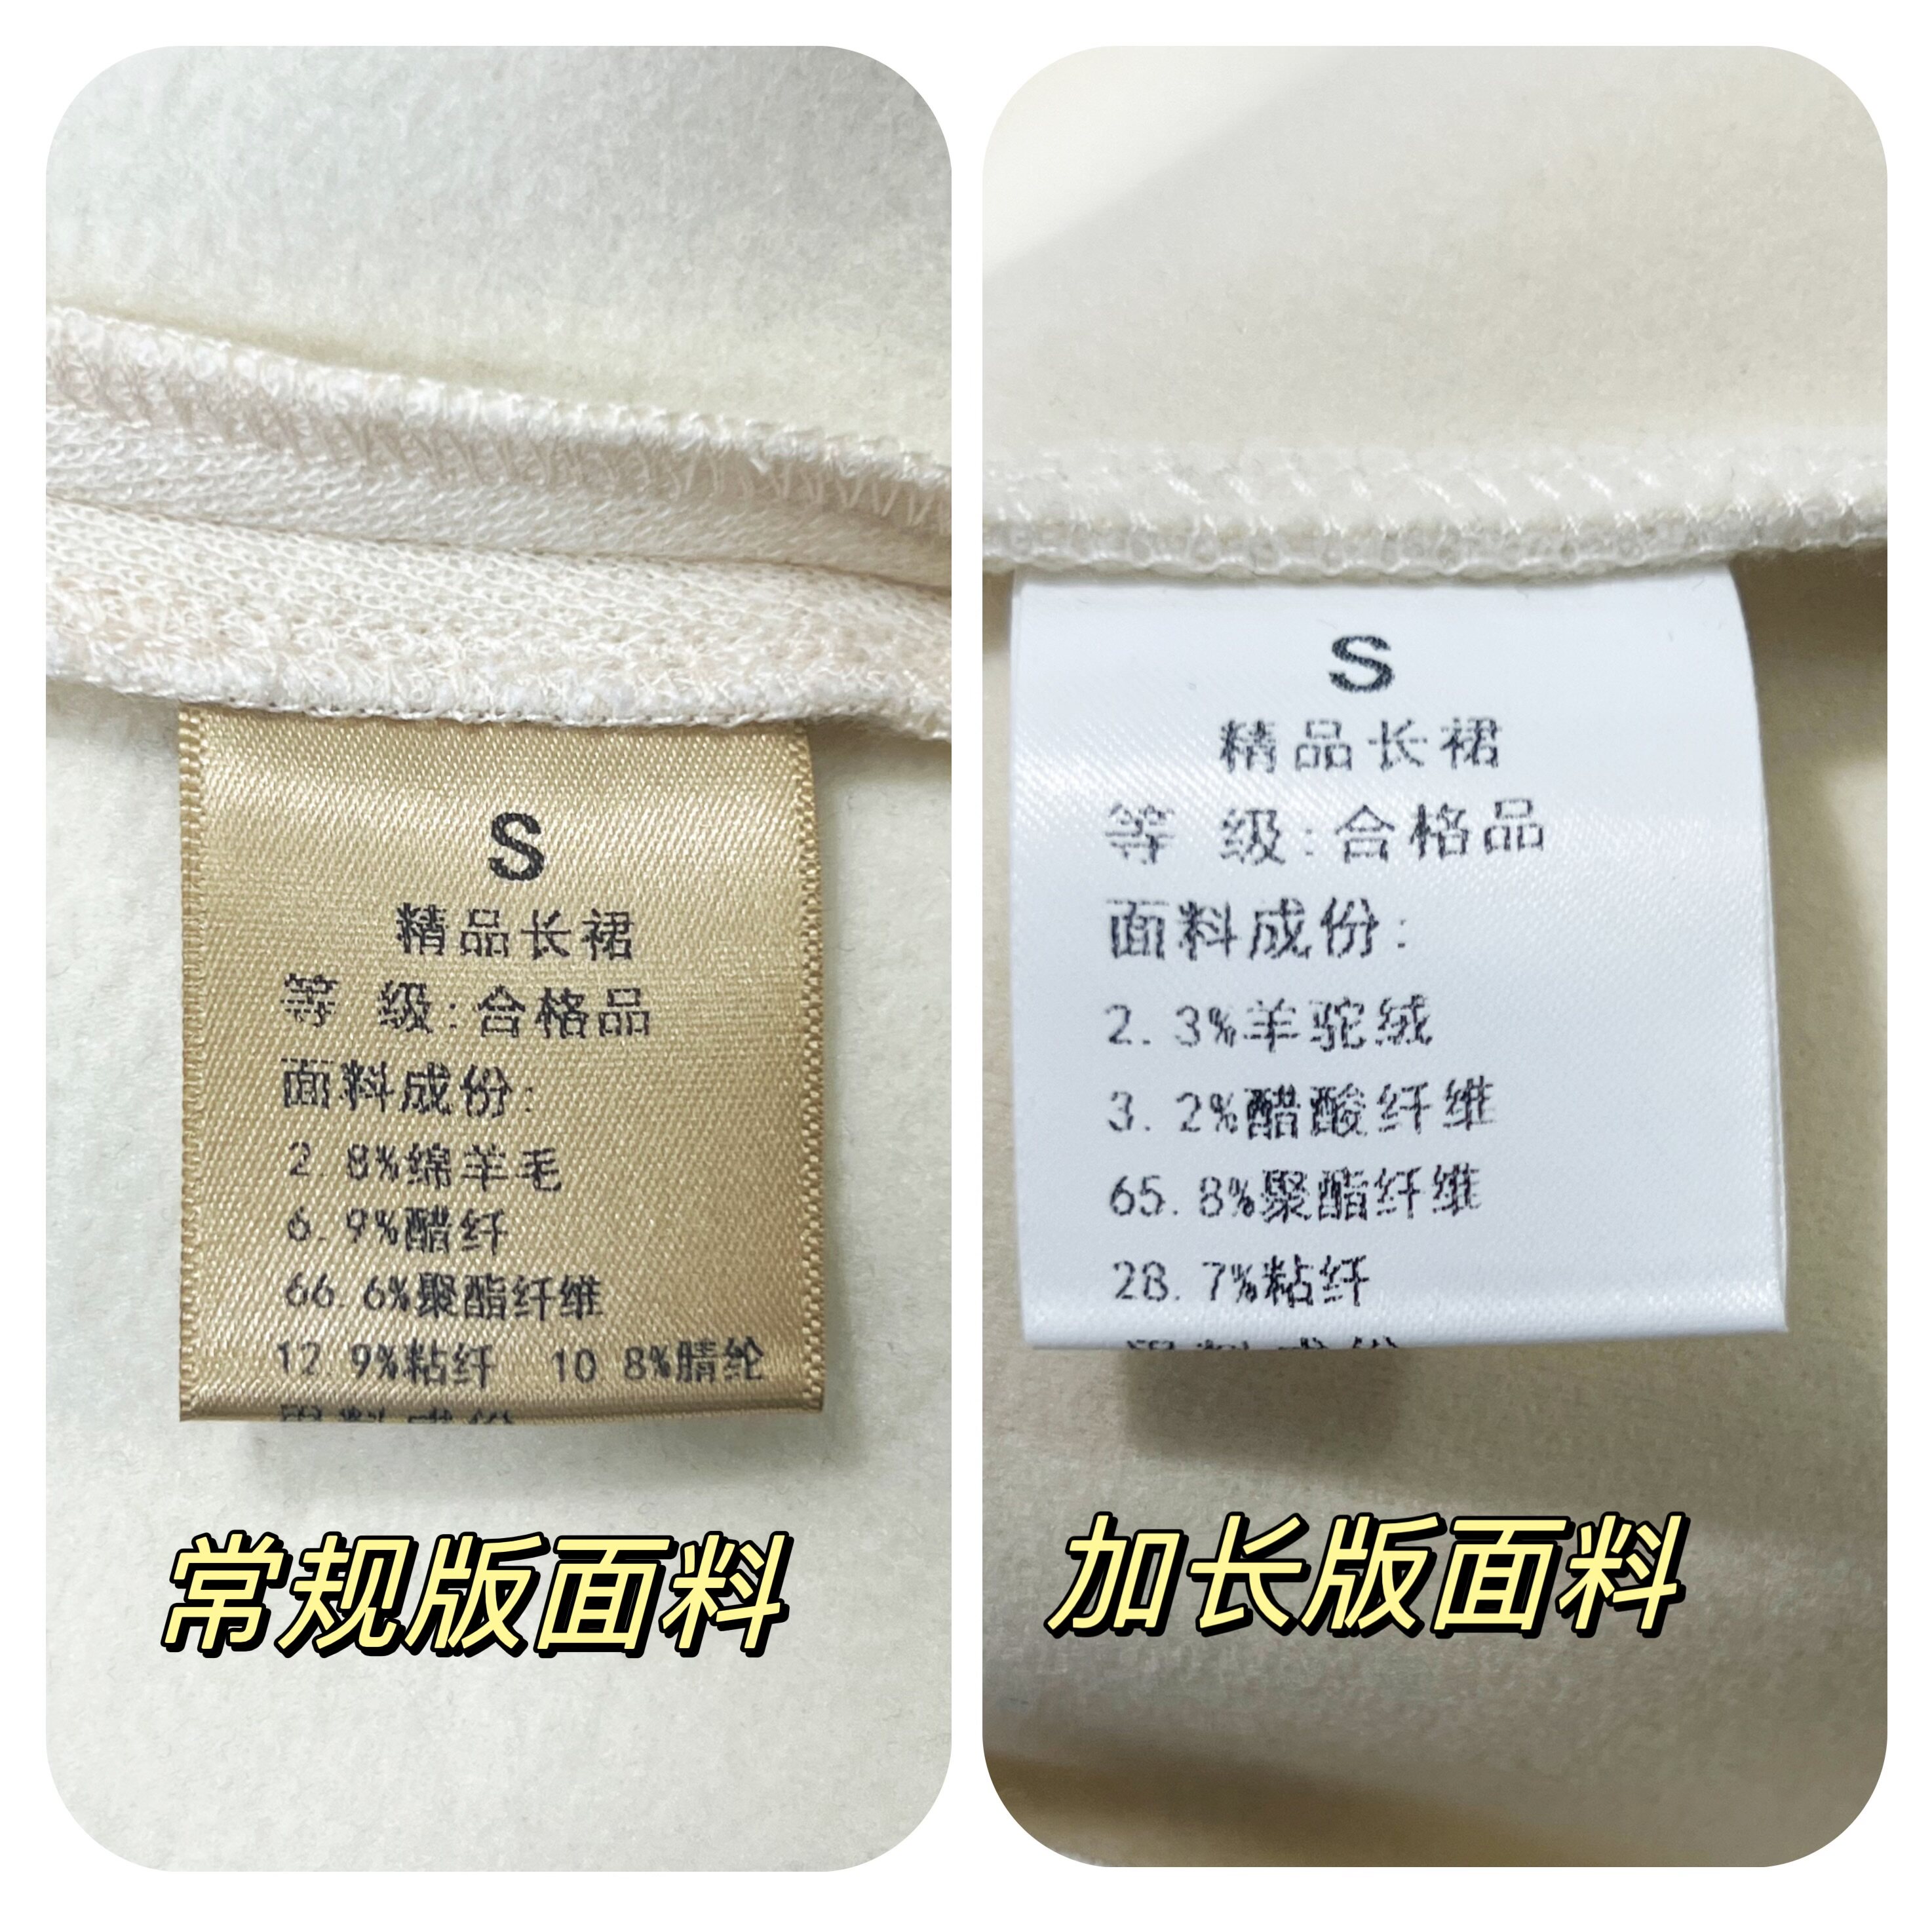 S
精品长裙
等 级:合格品
面料成份:
2.8%绵羊毛
6.9%醋纤
66.6%聚酯纤维
12.9%粘纤 10.8%腈纶
常规版面料
S
精品长裙
等 级:合格品
面料成份:
2.3%羊驼绒
3.2%醋酸纤维
65.8%聚酯纤维
28.7%粘纤
加长版面料